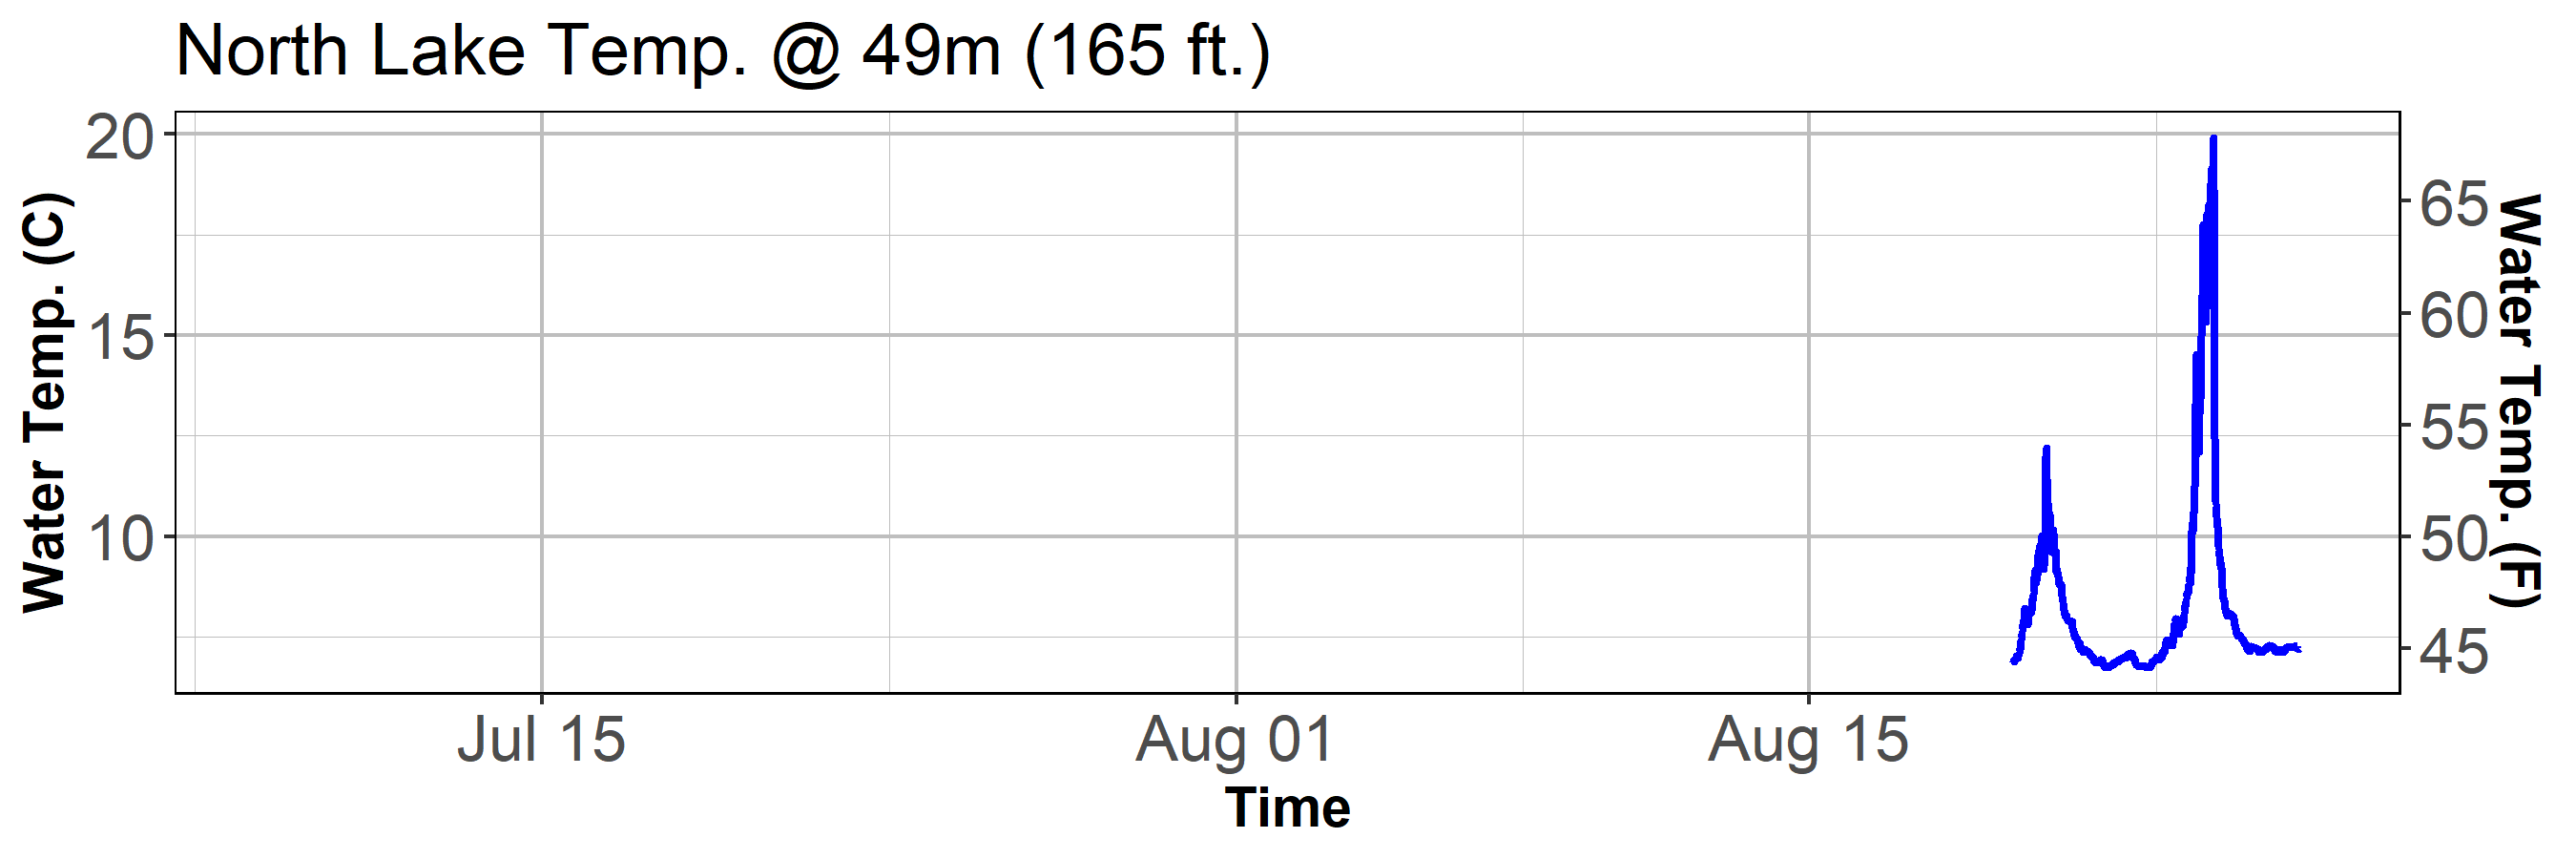 North Lake Temp. @ 49m (165 ft.)
Water Temp. (C)
20
15
10
65
60
55
50
45
Water Temp. (F)
Jul 15
Aug 01
Aug 15
Time